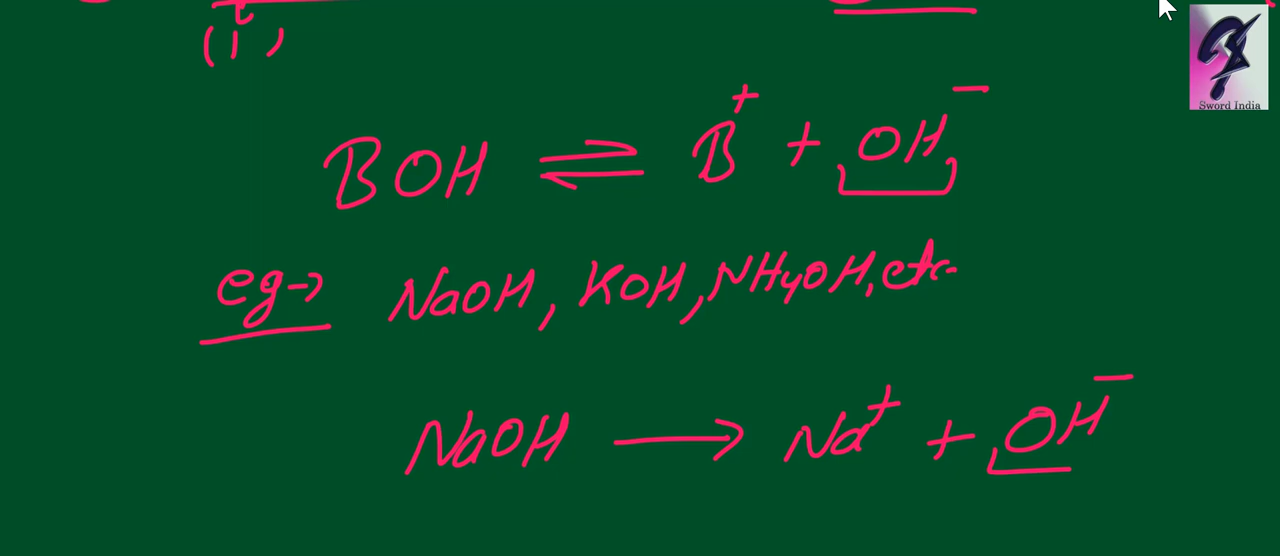 BOH ⇌ B⁺ + OH⁻
Sword India
eg→ NaOH, KOH, NH4OH, etc.
NaOH ⟶ Na⁺ + OH⁻